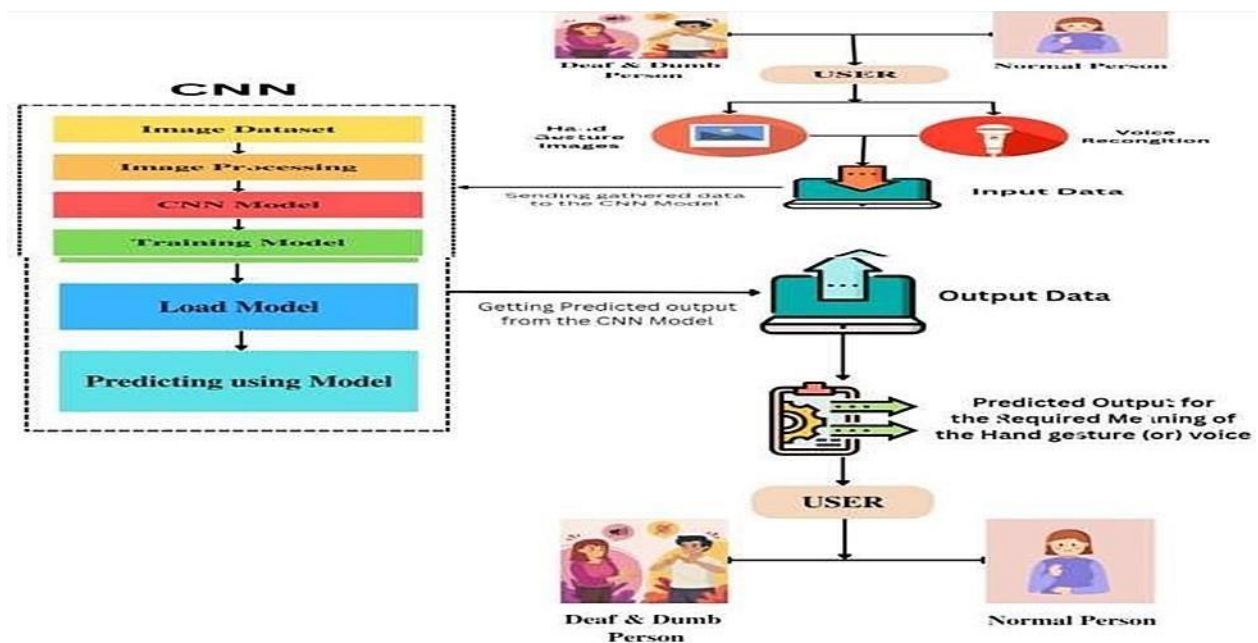 Deaf & Dumb
Person
Normal Person
USER
CNN
Image Dataset
Image Processing
CNN Model
Training Model
Load Model
Predicting using Model
Hand
Gusture
Images
Voice
Recongition
Sending gathered data
to the CNN Model
Input Data
Getting Predicted output
from the CNN Model
Output Data
Predicted Output for
the Required Meaning of
the Hand gesture (or) voice
USER
Deaf & Dumb
Person
Normal Person